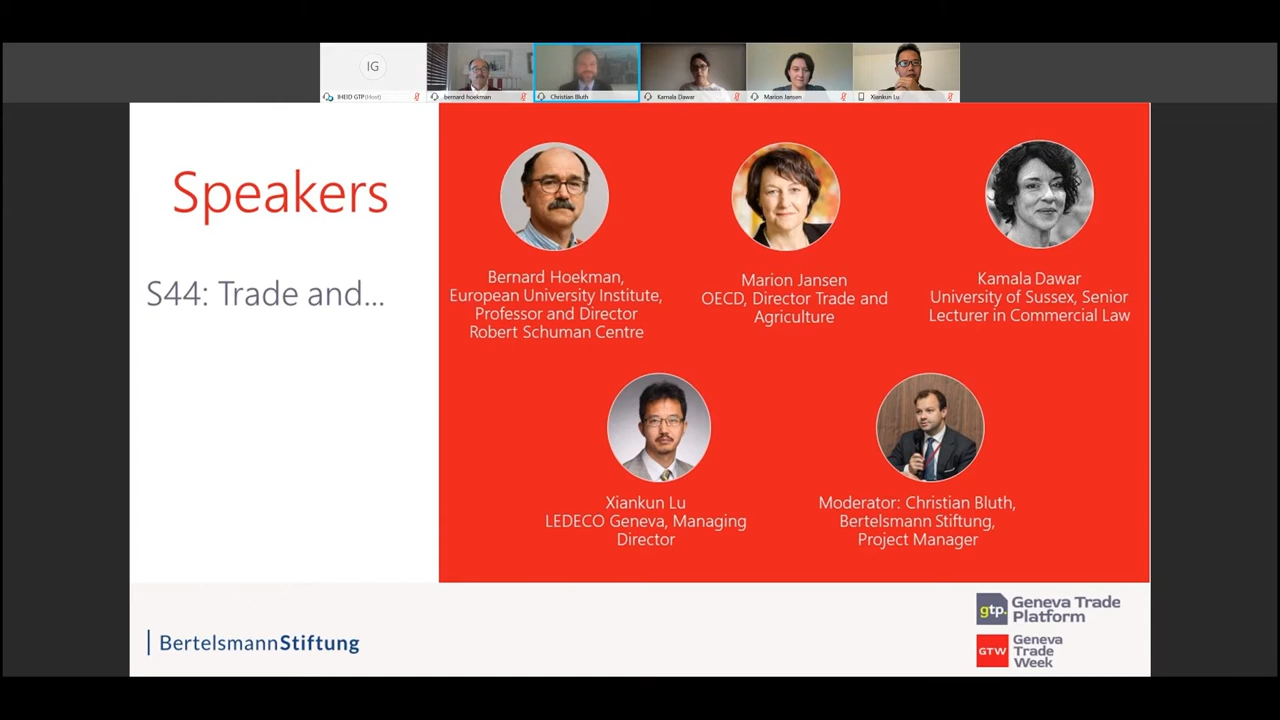 IG
IHEID GTP(Host)
bernard hoekman
Christian Bluth
Kamala Dawar
Marion Jansen
Xiankun Lu
Speakers
S44: Trade and...
Bernard Hoekman,
European University Institute,
Professor and Director
Robert Schuman Centre
Marion Jansen
OECD, Director Trade and
Agriculture
Kamala Dawar
University of Sussex, Senior
Lecturer in Commercial Law
Xiankun Lu
LEDECO Geneva, Managing
Director
Moderator: Christian Bluth,
Bertelsmann Stiftung,
Project Manager
BertelsmannStiftung
gtp.
Geneva Trade
Platform
GTW
Geneva
Trade
Week